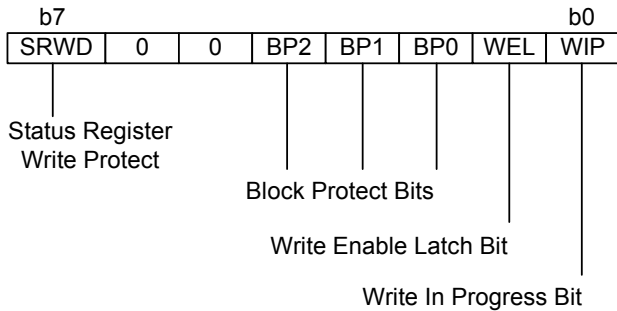 b7 b0
SRWD 0 0 BP2 BP1 BP0 WEL WIP
Status Register
Write Protect
Block Protect Bits
Write Enable Latch Bit
Write In Progress Bit